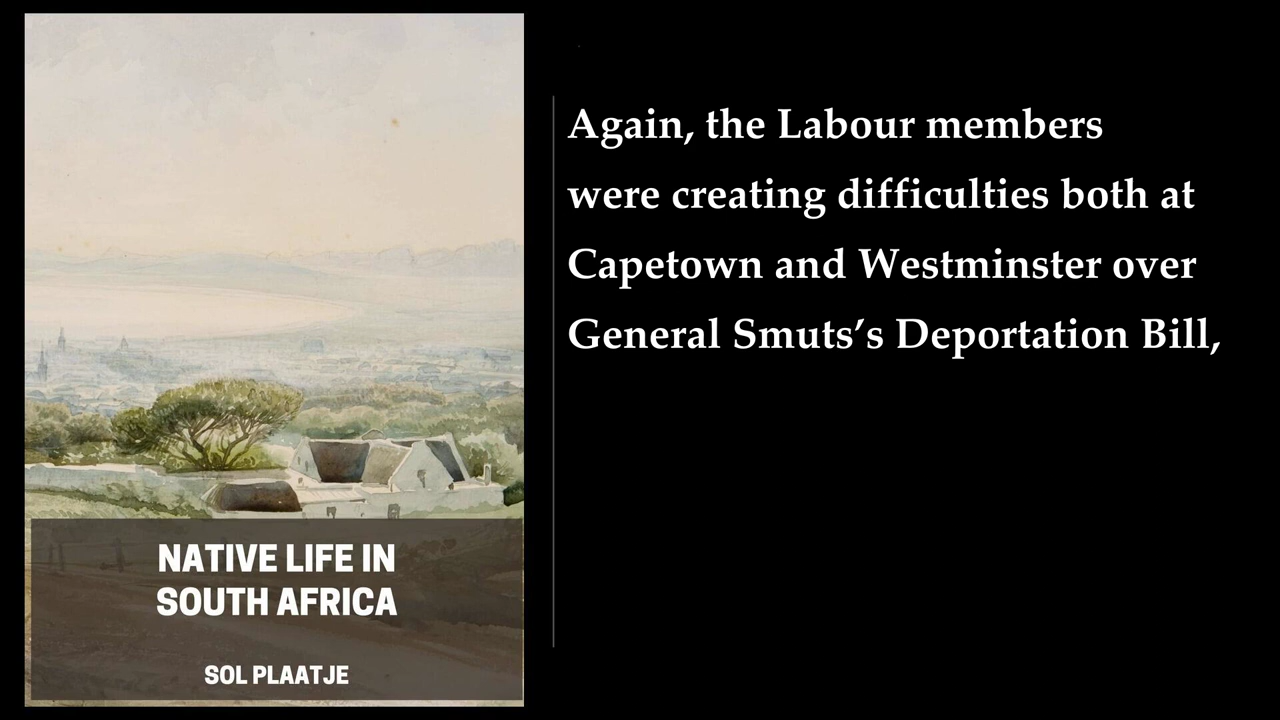 NATIVE LIFE IN
SOUTH AFRICA
SOL PLAATJE
Again, the Labour members
were creating difficulties both at
Capetown and Westminster over
General Smuts’s Deportation Bill,